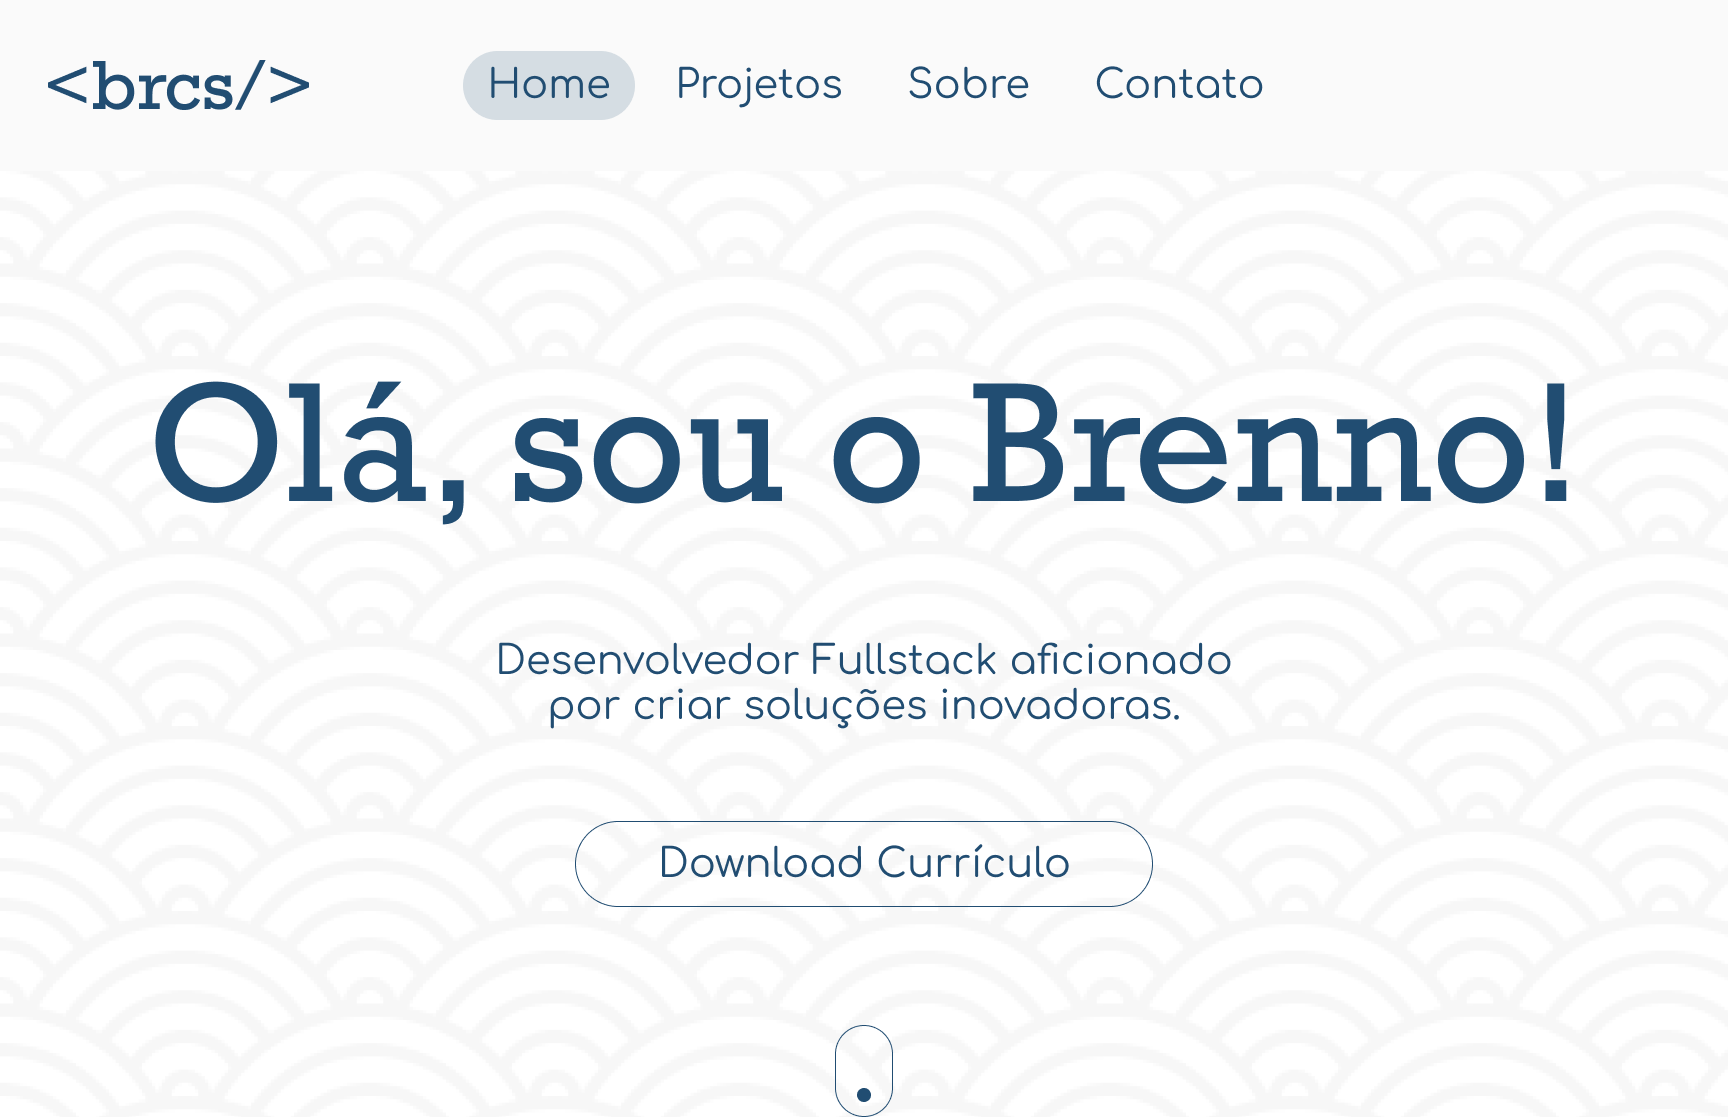 <brcs/>
Home Projetos Sobre Contato
Olá, sou o Brenno!
Desenvolvedor Fullstack aficionado
por criar soluções inovadoras.
Download Currículo